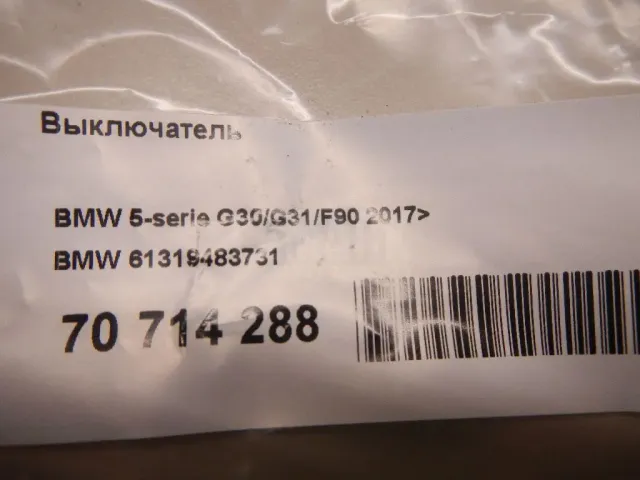 Выключатель
BMW 5-serie G30/G31/F90 2017>
BMW 61319483731
70 714 288